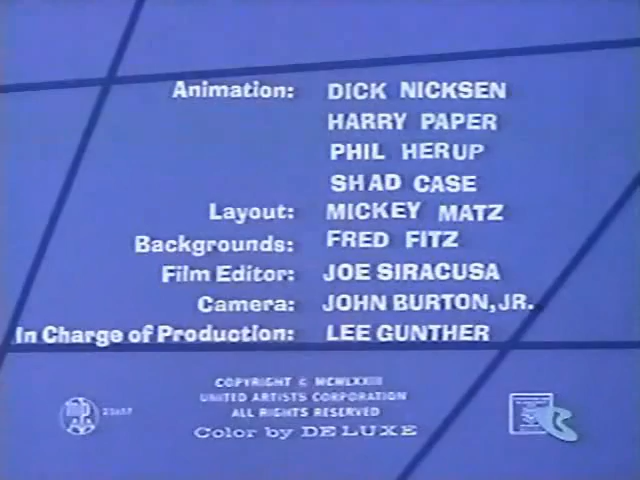 Animation: DICK NICKSEN
HARRY PAPER
PHIL HERUP
SHAD CASE
Layout: MICKEY MATZ
Backgrounds: FRED FITZ
Film Editor: JOE SIRACUSA
Camera: JOHN BURTON, JR.
In Charge of Production: LEE GUNTHER
COPYRIGHT © MCMLXXIII
UNITED ARTISTS CORPORATION
ALL RIGHTS RESERVED
Color by DE LUXE